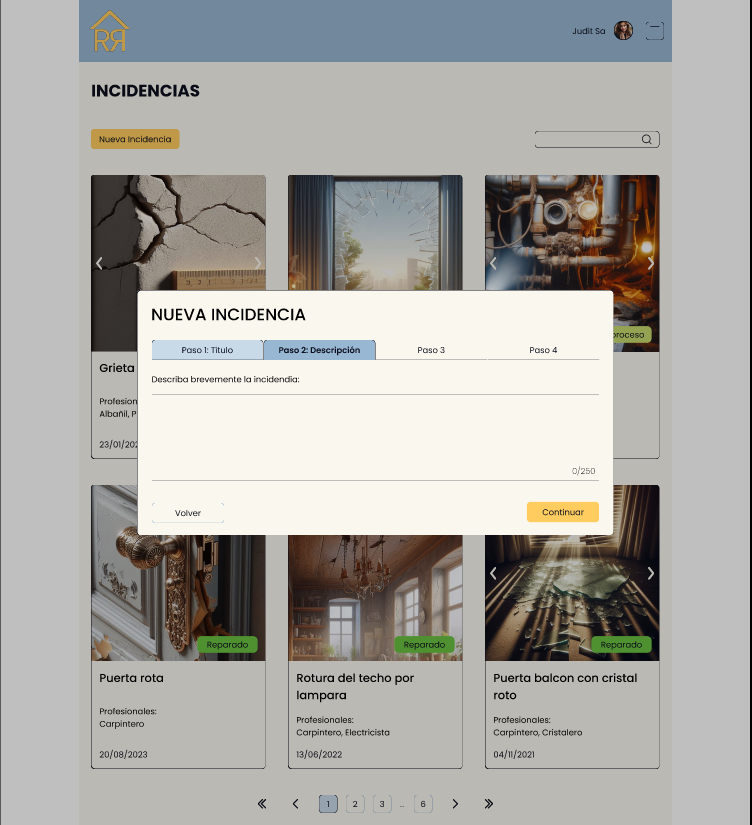 RR
Judit Sa
INCIDENCIAS
Nueva Incidencia
proceso
NUEVA INCIDENCIA
Paso 1: Titulo
Paso 2: Descripción
Paso 3
Paso 4
Describa brevemente la incidendia:
0/250
Volver
Continuar
Grieta
Profesion
Albañil, P
23/01/202
Reparado
Reparado
Reparado
Puerta rota
Profesionales:
Carpintero
20/08/2023
Rotura del techo por
lampara
Profesionales:
Carpintero, Electricista
13/06/2022
Puerta balcon con cristal
roto
Profesionales:
Carpintero, Cristalero
04/11/2021
1 2 3 ... 6